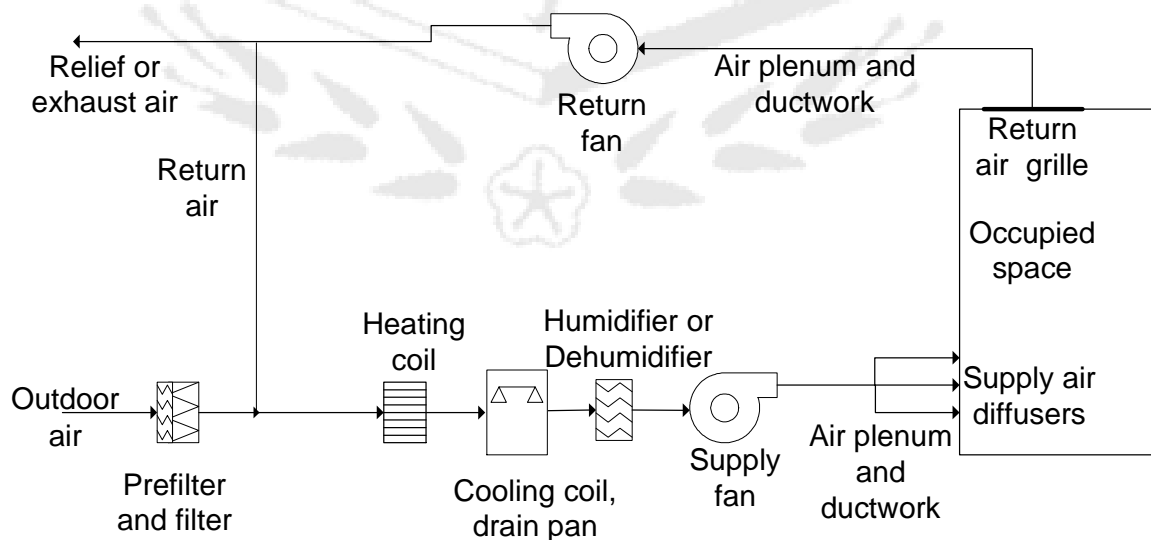 Relief or
exhaust air
Return
fan
Air plenum and
ductwork
Return
air grille
Return
air
Occupied
space
Heating
coil
Humidifier or
Dehumidifier
Outdoor
air
Supply air
diffusers
Prefilter
and filter
Cooling coil,
drain pan
Supply
fan
Air plenum
and
ductwork